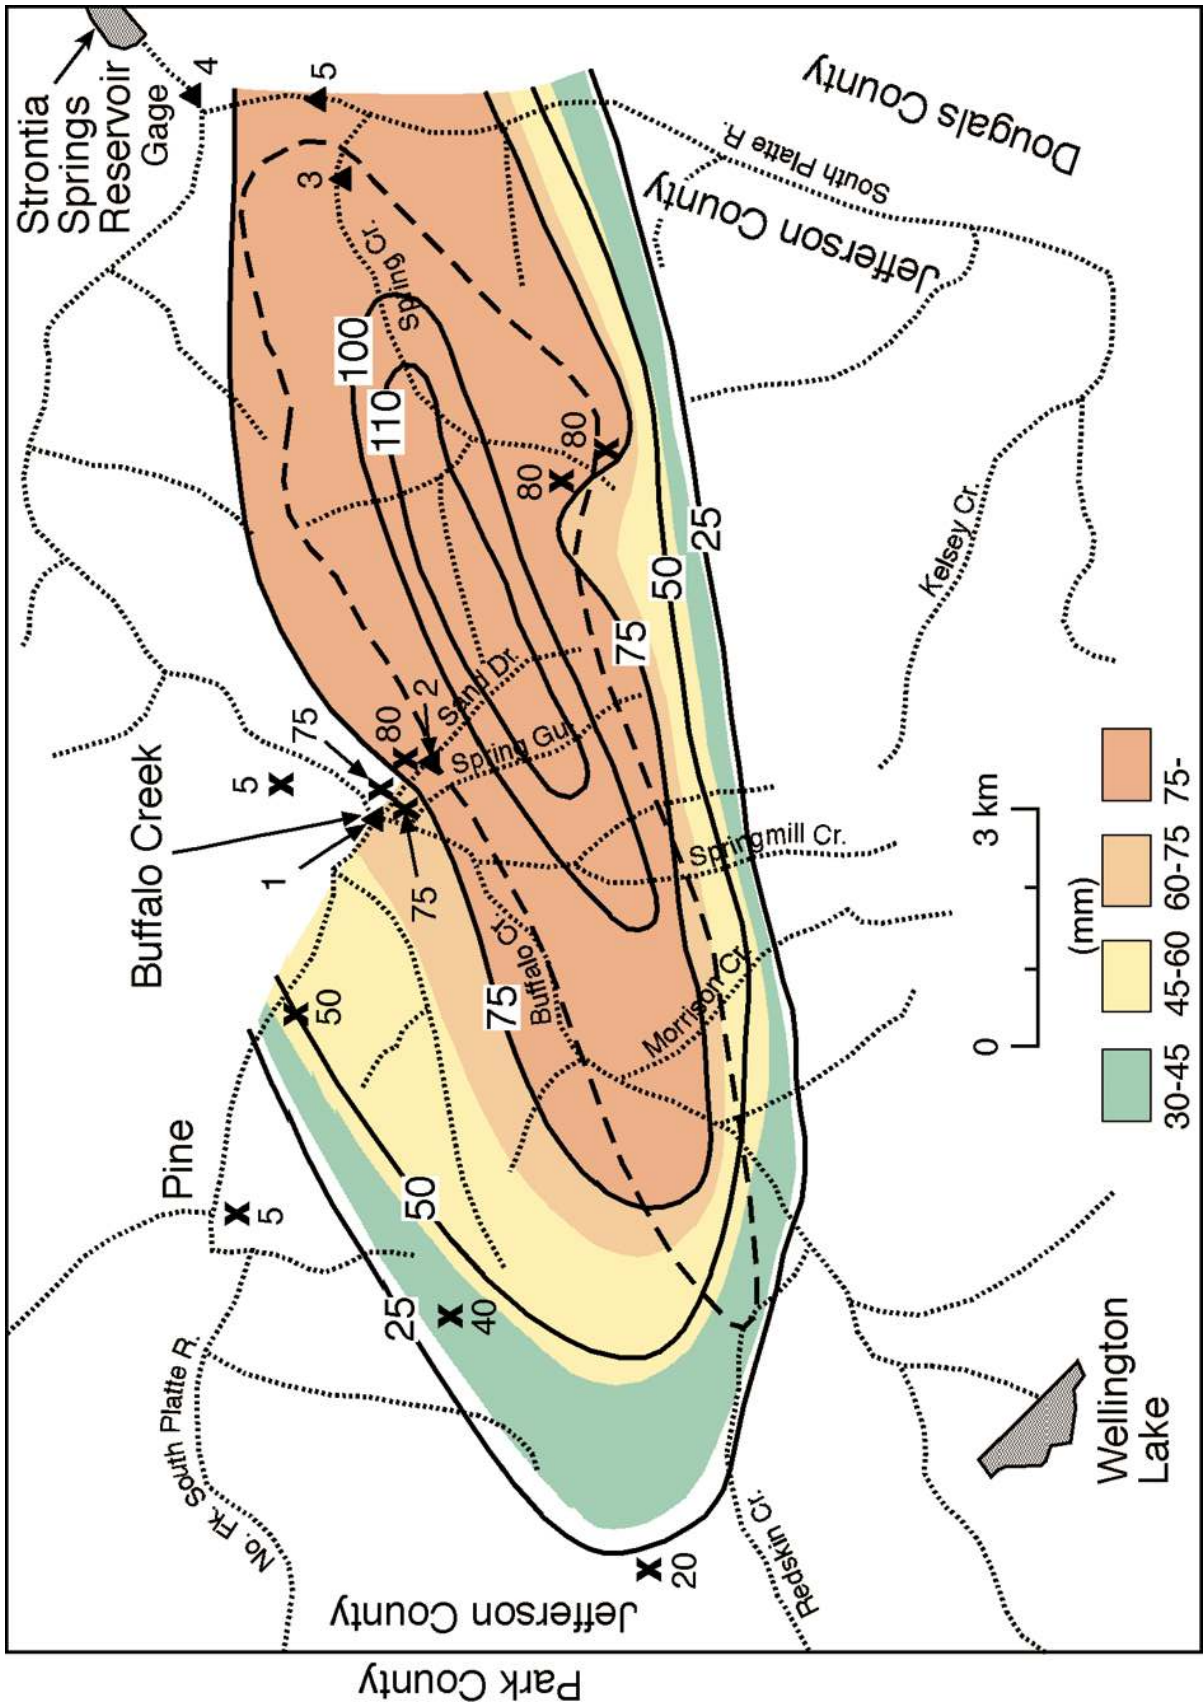 Strontia
Springs
Reservoir
Gage
4
5
3
Spring Cr.
South Platte R.
Dougals County
Jefferson County
100
110
80
80
25
50
75
Kelsey Cr.
Buffalo Creek
5
75
80
2
Sand Dr.
Spring Gul.
1
75
Springmill Cr.
Buffalo Cr.
75
Morrison Cr.
50
Pine
5
50
25
40
No. Fk. South Platte R.
20
Redskin Cr.
Wellington
Lake
Jefferson County
Park County
0
3 km
(mm)
30-45
45-60
60-75
75-